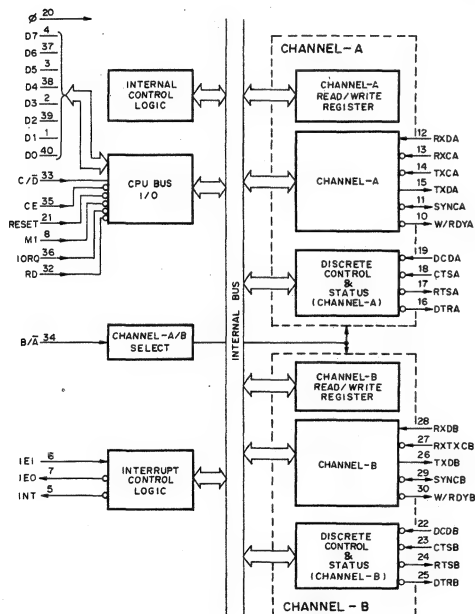 Ø 20
D7 4
D6 37
D5 3
D4 38
D3 2
D2 39
D1 1
D0 40
C/D̅ 33
CE 35
RESET 21
M1 8
IORQ 36
RD 32
B/A̅ 34
IEI 6
IEO 7
INT 5
INTERNAL
CONTROL
LOGIC
CPU BUS
I/O
CHANNEL-A/B
SELECT
INTERRUPT
CONTROL
LOGIC
INTERNAL BUS
CHANNEL-A
CHANNEL-A
READ/WRITE
REGISTER
CHANNEL-A
12 RXDA
13 RXCA
14 TXCA
15 TXDA
11 SYNCA
10 W/RDYA
DISCRETE
CONTROL
&
STATUS
(CHANNEL-A)
19 DCDA
18 CTSA
17 RTSA
16 DTRA
CHANNEL-B
READ/WRITE
REGISTER
CHANNEL-B
28 RXDB
27 RXTXCB
26 TXDB
29 SYNCB
30 W/RDYB
DISCRETE
CONTROL
&
STATUS
(CHANNEL-B)
22 DCDB
23 CTSB
24 RTSB
25 DTRB
CHANNEL - B